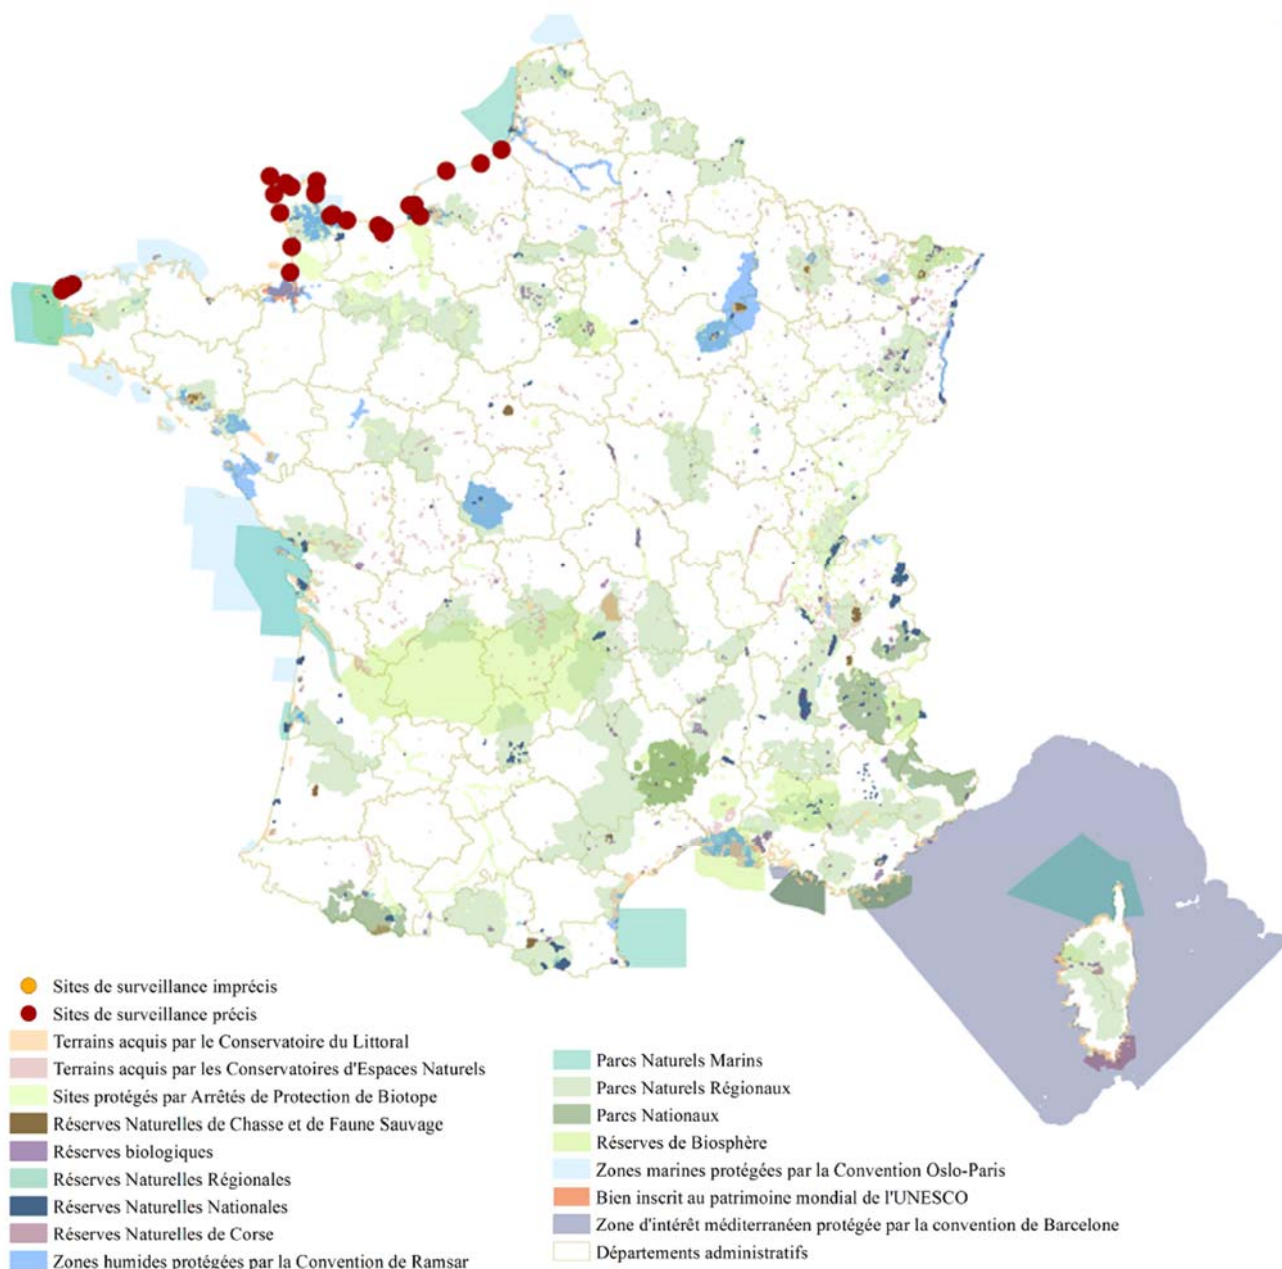 Sites de surveillance imprécis
Sites de surveillance précis
Terrains acquis par le Conservatoire du Littoral
Terrains acquis par les Conservatoires d'Espaces Naturels
Sites protégés par Arrêtés de Protection de Biotope
Réserves Naturelles de Chasse et de Faune Sauvage
Réserves biologiques
Réserves Naturelles Régionales
Réserves Naturelles Nationales
Réserves Naturelles de Corse
Zones humides protégées par la Convention de Ramsar
Parcs Naturels Marins
Parcs Naturels Régionaux
Parcs Nationaux
Réserves de Biosphère
Zones marines protégées par la Convention Oslo-Paris
Bien inscrit au patrimoine mondial de l'UNESCO
Zone d'intérêt méditerranéen protégée par la convention de Barcelone
Départements administratifs